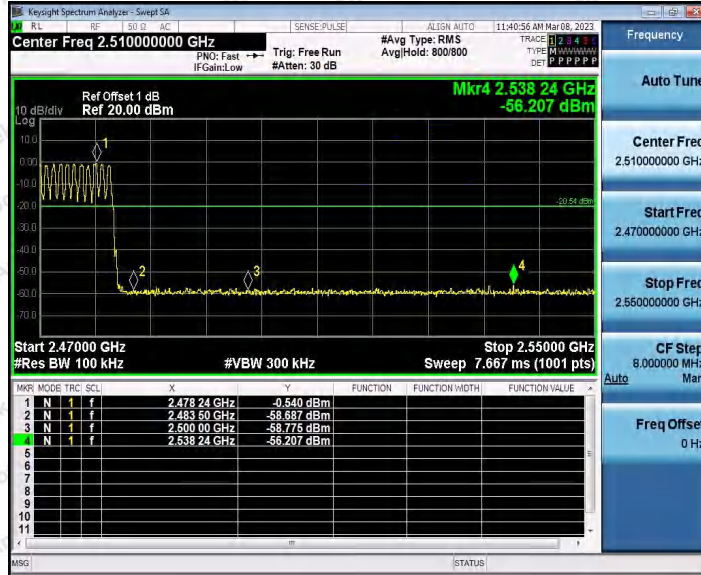 Keysight Spectrum Analyzer - Swept SA
RL RF 50 Ω AC SENSE:PULSE ALIGN AUTO 11:40:56 AM Mar 08, 2023
Center Freq 2.510000000 GHz
PNO: Fast
IFGain:Low
Trig: Free Run
#Atten: 30 dB
#Avg Type: RMS
Avg|Hold: 800/800
TRACE 1 2 3 4 5 6
TYPE M WWWWW
DET P P P P P P
Frequency
Mkr4 2.538 24 GHz
-56.207 dBm
Ref Offset 1 dB
10 dB/div Ref 20.00 dBm
Log
10.0
0.00
-10.0
-20.0
-30.0
-40.0
-50.0
-60.0
-70.0
1
2
3
4
-20.54 dBm
Start 2.47000 GHz Stop 2.55000 GHz
#Res BW 100 kHz #VBW 300 kHz Sweep 7.667 ms (1001 pts)
MKR MODE TRC SCL X Y FUNCTION FUNCTION WIDTH FUNCTION VALUE
1 N 1 f 2.478 24 GHz -0.540 dBm
2 N 1 f 2.483 50 GHz -58.687 dBm
3 N 1 f 2.500 00 GHz -58.775 dBm
4 N 1 f 2.538 24 GHz -56.207 dBm
5
6
7
8
9
10
11
MSG STATUS
Auto Tune
Center Freq
2.510000000 GHz
Start Freq
2.470000000 GHz
Stop Freq
2.550000000 GHz
CF Step
8.000000 MHz
Auto Man
Freq Offset
0 Hz